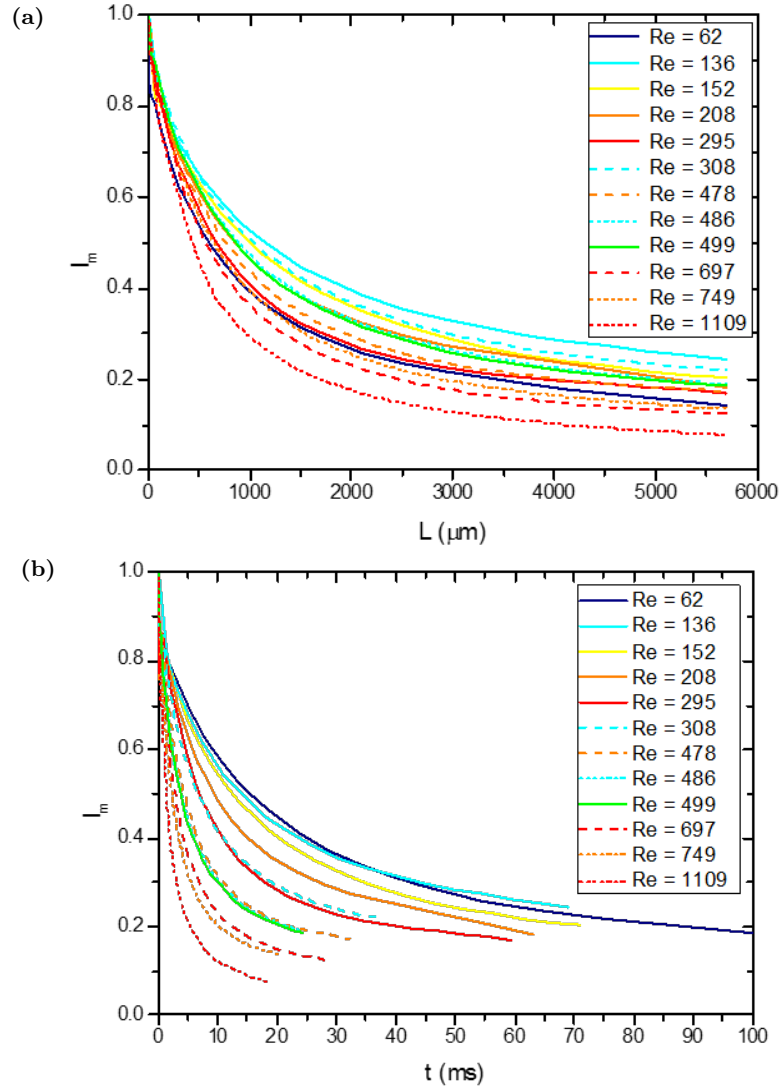 (a)
1.0
0.8
0.6
0.4
0.2
0.0
I_m
0 1000 2000 3000 4000 5000 6000
L (μm)
Re = 62
Re = 136
Re = 152
Re = 208
Re = 295
Re = 308
Re = 478
Re = 486
Re = 499
Re = 697
Re = 749
Re = 1109
(b)
1.0
0.8
0.6
0.4
0.2
0.0
I_m
0 10 20 30 40 50 60 70 80 90 100
t (ms)
Re = 62
Re = 136
Re = 152
Re = 208
Re = 295
Re = 308
Re = 478
Re = 486
Re = 499
Re = 697
Re = 749
Re = 1109